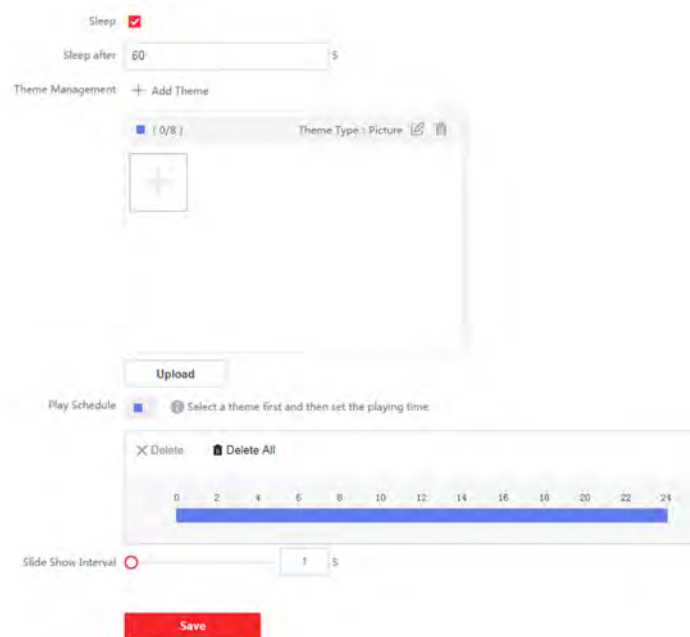 Sleep
Sleep after 60 S
Theme Management + Add Theme
( 0/8 ) Theme Type : Picture
Upload
Play Schedule Select a theme first and then set the playing time
Delete Delete All
0 2 4 6 8 10 12 14 16 18 20 22 24
Slide Show Interval 1 S
Save